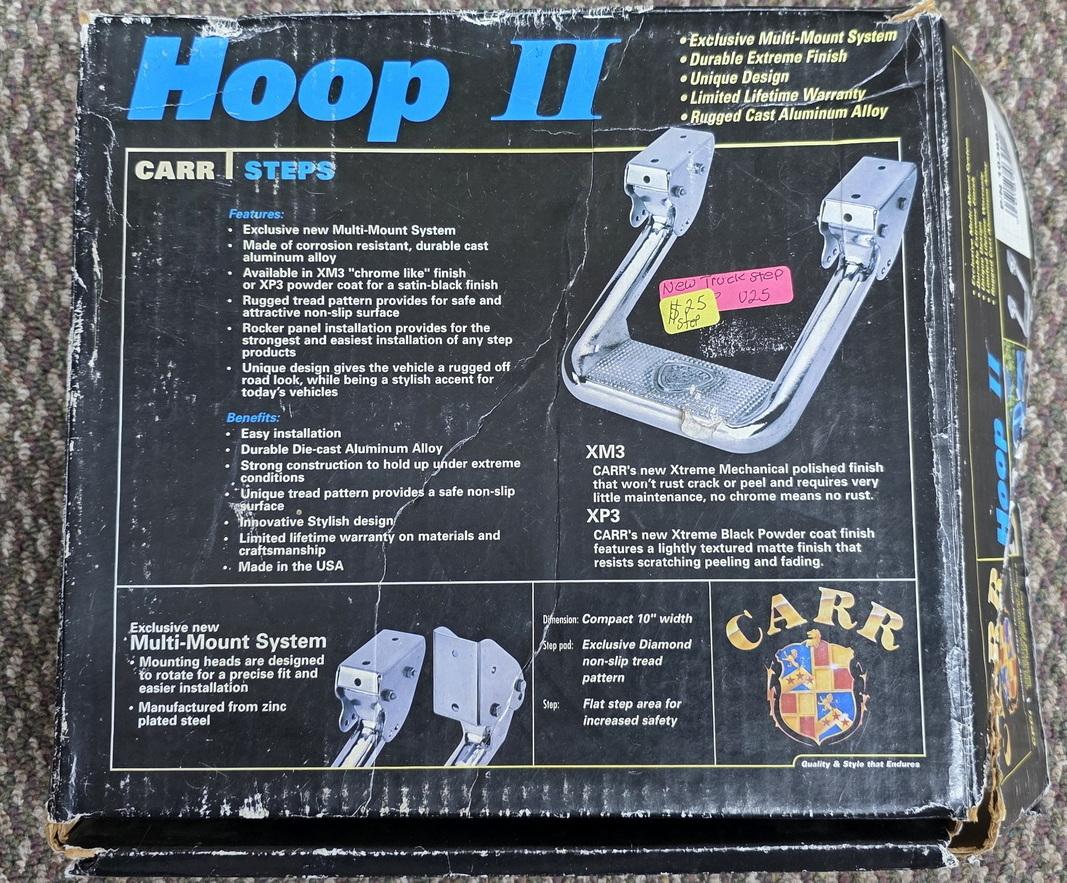 Hoop II
• Exclusive Multi-Mount System
• Durable Extreme Finish
• Unique Design
• Limited Lifetime Warranty
• Rugged Cast Aluminum Alloy
CARR | STEPS
Features:
• Exclusive new Multi-Mount System
• Made of corrosion resistant, durable cast
aluminum alloy
• Available in XM3 "chrome like" finish
or XP3 powder coat for a satin-black finish
• Rugged tread pattern provides for safe and
attractive non-slip surface
• Rocker panel installation provides for the
strongest and easiest installation of any step
products
• Unique design gives the vehicle a rugged off
road look, while being a stylish accent for
today's vehicles
Benefits:
• Easy installation
• Durable Die-cast Aluminum Alloy
• Strong construction to hold up under extreme
conditions
• Unique tread pattern provides a safe non-slip
surface
• Innovative Stylish design
• Limited lifetime warranty on materials and
craftsmanship
• Made in the USA
New Truck step
U25
$25
Step
XM3
CARR's new Xtreme Mechanical polished finish
that won't rust crack or peel and requires very
little maintenance, no chrome means no rust.
XP3
CARR's new Xtreme Black Powder coat finish
features a lightly textured matte finish that
resists scratching peeling and fading.
Exclusive new
Multi-Mount System
• Mounting heads are designed
to rotate for a precise fit and
easier installation
• Manufactured from zinc
plated steel
Dimension: Compact 10" width
Step pad: Exclusive Diamond
non-slip tread
pattern
Step: Flat step area for
increased safety
CARR
Quality & Style that Endures
Hoop II